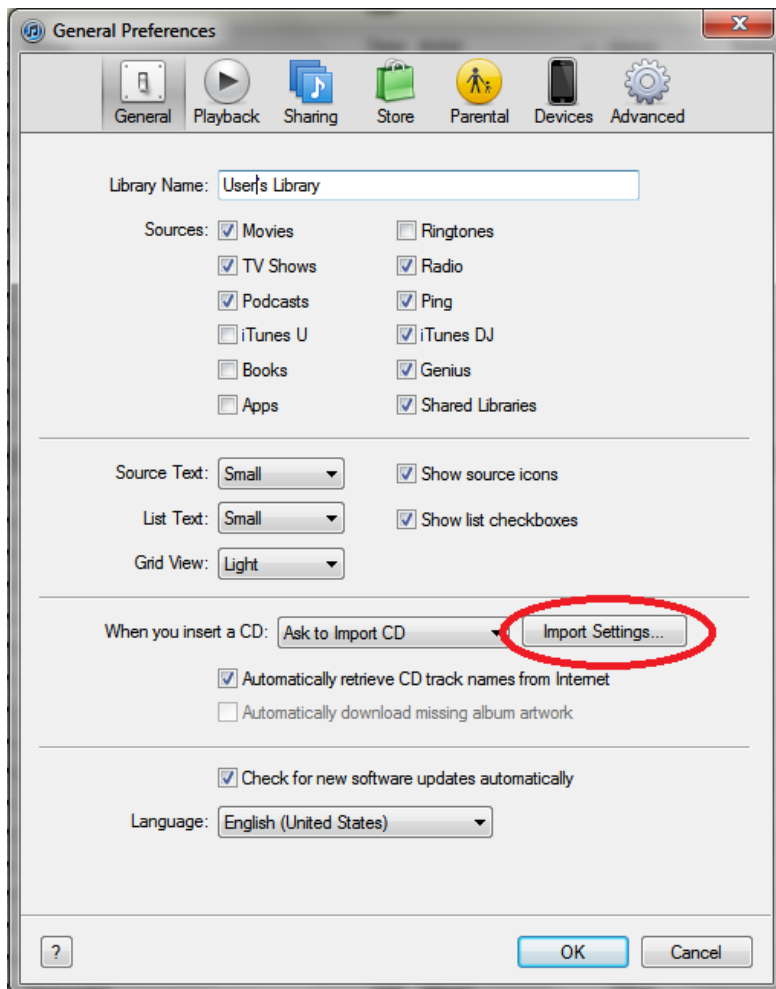 General Preferences
General Playback Sharing Store Parental Devices Advanced
Library Name: User's Library
Sources: Movies Ringtones
TV Shows Radio
Podcasts Ping
iTunes U iTunes DJ
Books Genius
Apps Shared Libraries
Source Text: Small Show source icons
List Text: Small Show list checkboxes
Grid View: Light
When you insert a CD: Ask to Import CD Import Settings...
Automatically retrieve CD track names from Internet
Automatically download missing album artwork
Check for new software updates automatically
Language: English (United States)
? OK Cancel